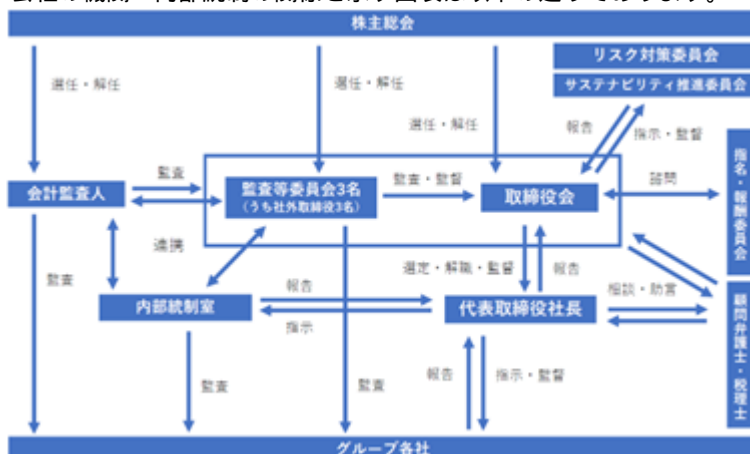 株主総会
リスク対策委員会
サステナビリティ推進委員会
選任・解任
選任・解任
選任・解任
報告
指示・監督
指名・報酬委員会
会計監査人
監査
監査等委員会3名
(うち社外取締役3名)
監査・監督
取締役会
諮問
連携
監査
選定・解職・監督
報告
相談・助言
内部統制室
報告
指示
代表取締役社長
顧問弁護士・税理士
監査
監査
報告
指示・監督
グループ各社